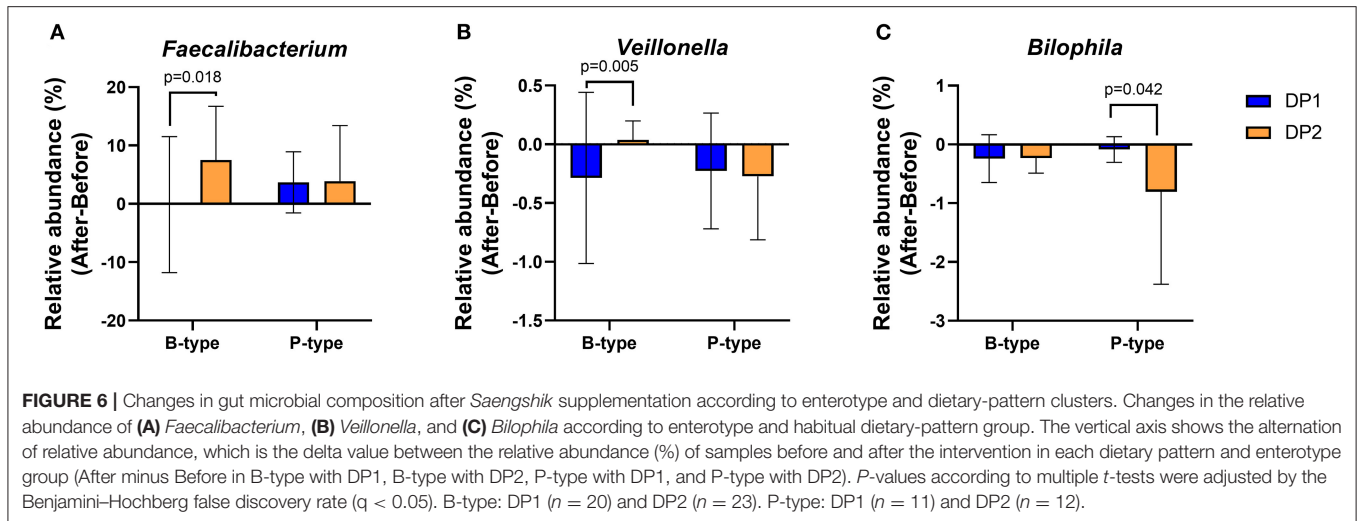 A
Faecalibacterium
p=0.018
Relative abundance (%)
(After-Before)
20
10
0
-10
-20
B-type
P-type
B
Veillonella
p=0.005
Relative abundance (%)
(After-Before)
0.5
0.0
-0.5
-1.0
-1.5
B-type
P-type
C
Bilophila
p=0.042
Relative abundance (%)
(After-Before)
1
0
-1
-2
-3
B-type
P-type
DP1
DP2
FIGURE 6 | Changes in gut microbial composition after Saengshik supplementation according to enterotype and dietary-pattern clusters. Changes in the relative
abundance of (A) Faecalibacterium, (B) Veillonella, and (C) Bilophila according to enterotype and habitual dietary-pattern group. The vertical axis shows the alternation
of relative abundance, which is the delta value between the relative abundance (%) of samples before and after the intervention in each dietary pattern and enterotype
group (After minus Before in B-type with DP1, B-type with DP2, P-type with DP1, and P-type with DP2). P-values according to multiple t-tests were adjusted by the
Benjamini–Hochberg false discovery rate (q < 0.05). B-type: DP1 (n = 20) and DP2 (n = 23). P-type: DP1 (n = 11) and DP2 (n = 12).